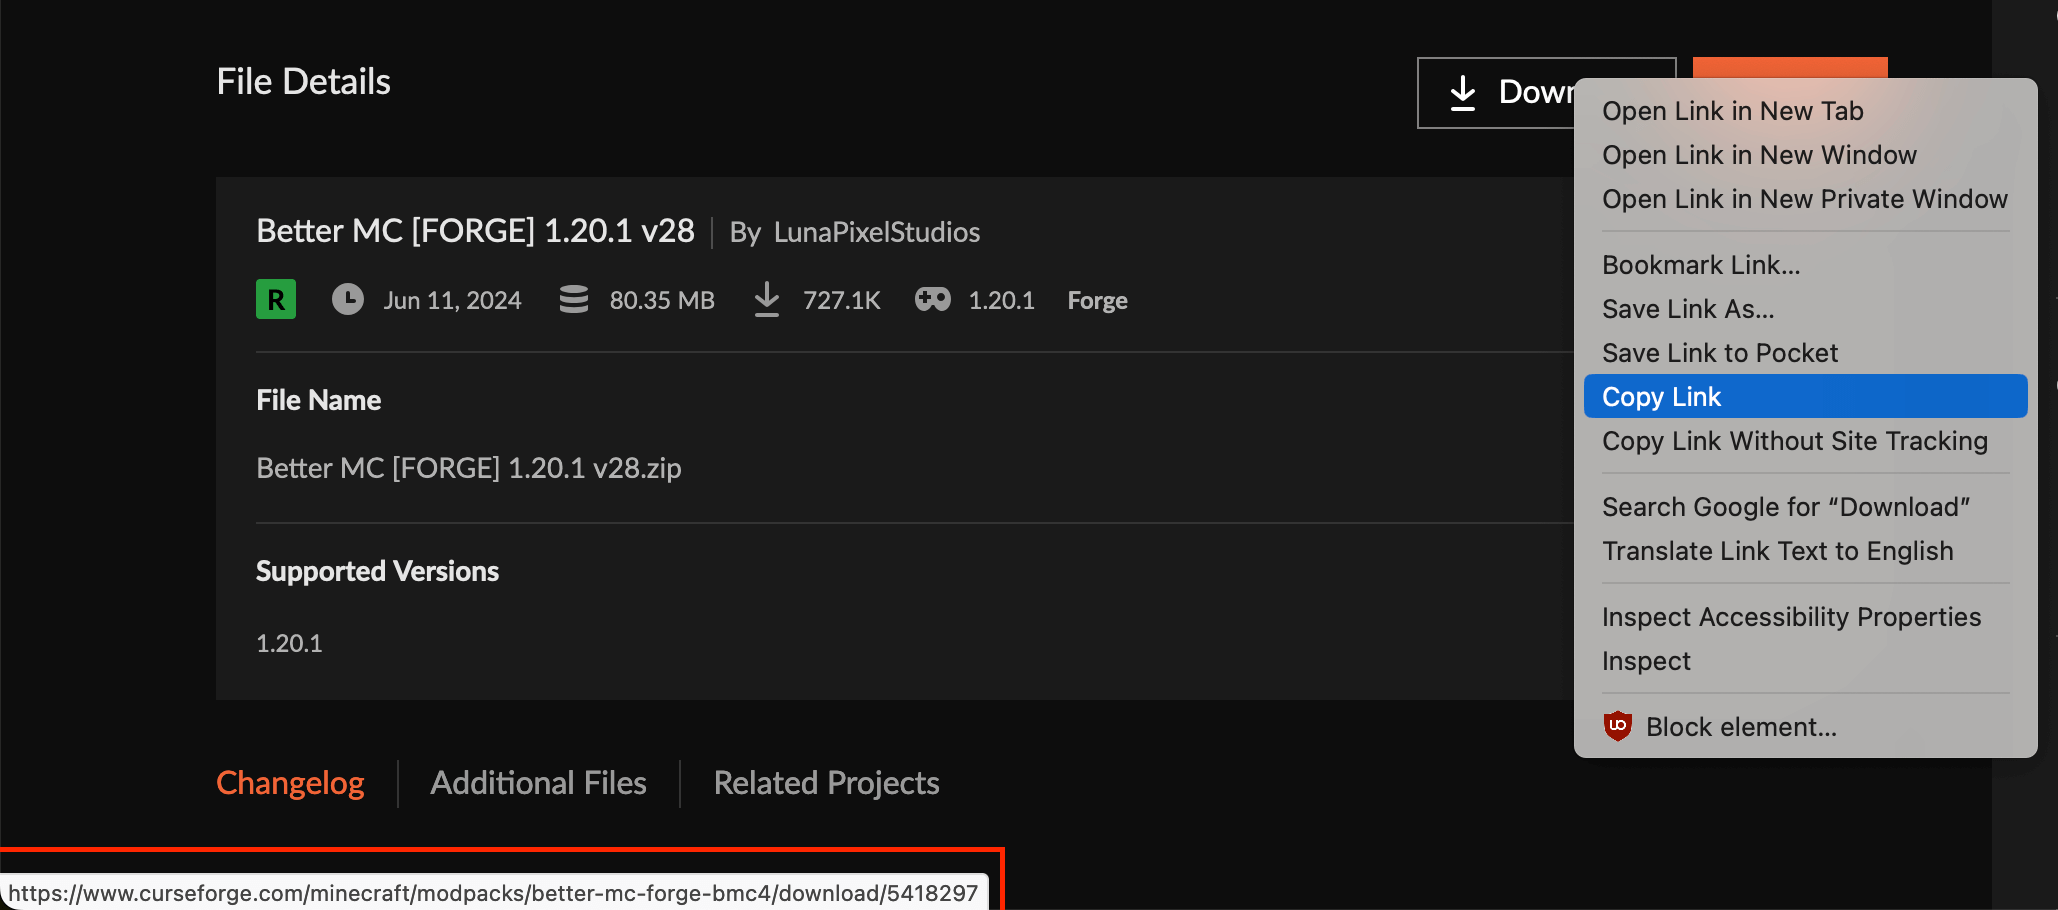 File Details
Down
Better MC [FORGE] 1.20.1 v28 By LunaPixelStudios
R Jun 11, 2024 80.35 MB 727.1K 1.20.1 Forge
File Name
Better MC [FORGE] 1.20.1 v28.zip
Supported Versions
1.20.1
Changelog Additional Files Related Projects
https://www.curseforge.com/minecraft/modpacks/better-mc-forge-bmc4/download/5418297
Open Link in New Tab
Open Link in New Window
Open Link in New Private Window
Bookmark Link...
Save Link As...
Save Link to Pocket
Copy Link
Copy Link Without Site Tracking
Search Google for “Download”
Translate Link Text to English
Inspect Accessibility Properties
Inspect
Block element...